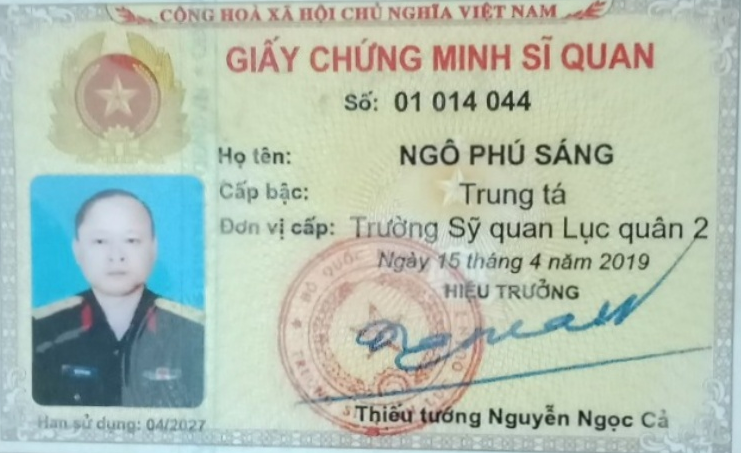 CỘNG HOÀ XÃ HỘI CHỦ NGHĨA VIỆT NAM
GIẤY CHỨNG MINH SĨ QUAN
Số: 01 014 044
Họ tên: NGÔ PHÚ SÁNG
Cấp bậc: Trung tá
Đơn vị cấp: Trường Sỹ quan Lục quân 2
Ngày 15 tháng 4 năm 2019
HIỆU TRƯỞNG
BỘ QUỐC
Thiếu tướng Nguyễn Ngọc Cả
Hạn sử dụng: 04/2027